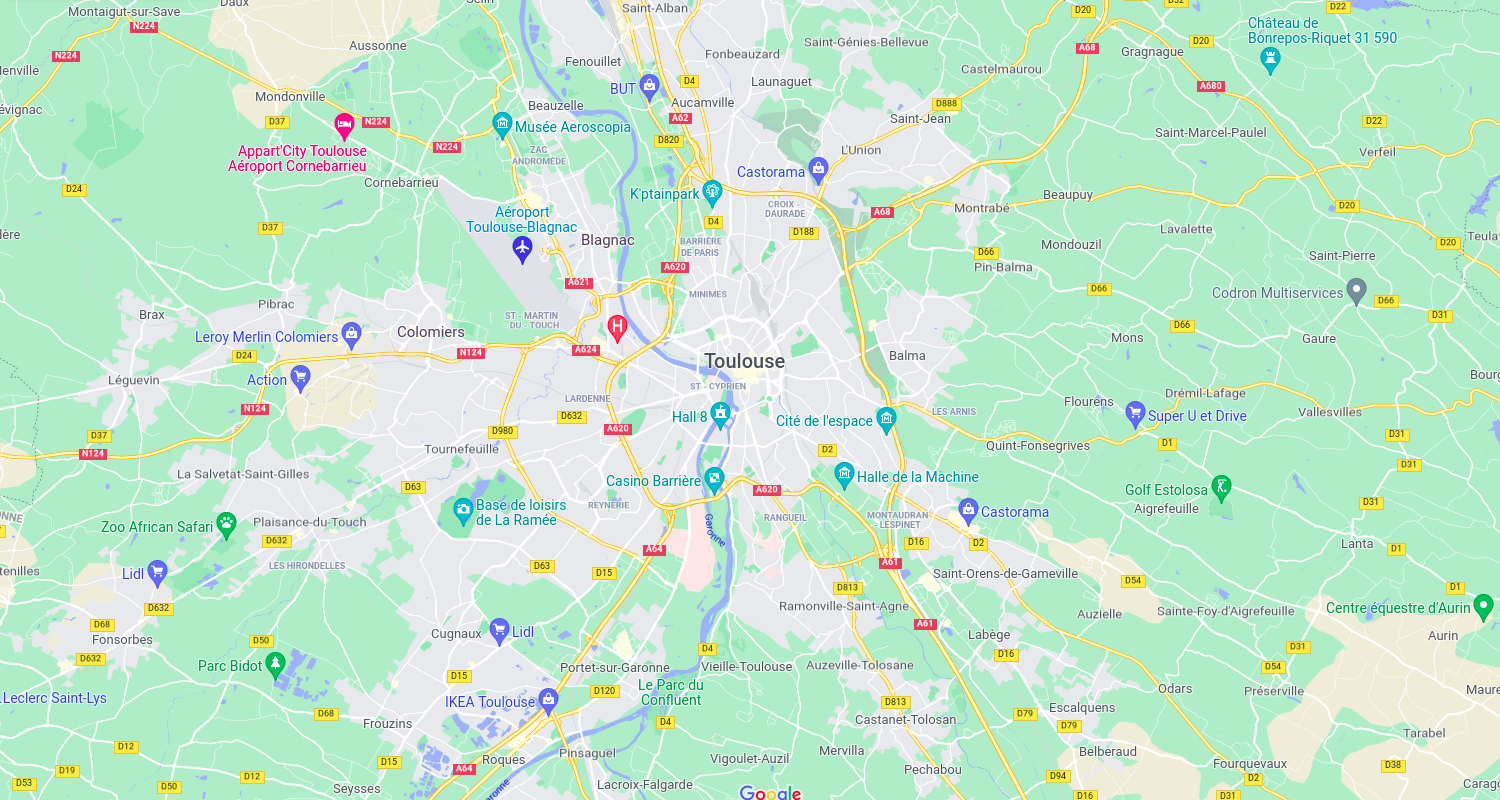 Montaigut-sur-Save
Daux
Saint-Alban
D20
D22
N224
Aussonne
Fonbeauzard
Saint-Génies-Bellevue
A68
D20
Gragnague
Château de
Bonrepos-Riquet 31 590
N224
Fenouillet
Launaguet
Castelmaurou
BUT
D4
A680
Mondonville
Beauzelle
Aucamville
D888
D37
N224
Musée Aeroscopia
A62
Saint-Jean
D22
Saint-Marcel-Paulel
Appart'City Toulouse
Aéroport Cornebarrieu
N224
ZAC
ANDROMÈDE
D820
L'Union
Verfeil
Castorama
D24
Cornebarrieu
K'ptainpark
Beaupuy
CROIX -
DAURADE
A68
Montrabé
D20
D37
Aéroport
Toulouse-Blagnac
D4
D188
Lavalette
Blagnac
BARRIÈRE
DE PARIS
Mondouzil
D20
D66
Pin-Balma
Saint-Pierre
A620
A621
MINIMES
D66
Codron Multiservices
D66
Pibrac
Brax
ST - MARTIN
DU - TOUCH
D31
Leroy Merlin Colomiers
Colomiers
H
D66
Mons
Gaure
D24
N124
A624
Toulouse
Balma
Léguevin
Action
ST - CYPRIEN
Drémil-Lafage
N124
LARDENNE
Flourens
Vallesvilles
D632
Hall 8
Cité de l'espace
LES ARNIS
Super U et Drive
D37
D980
A620
D31
N124
Tournefeuille
D2
Quint-Fonsegrives
D1
D31
La Salvetat-Saint-Gilles
Casino Barrière
Halle de la Machine
D63
A620
Golf Estolosa
Base de loisirs
de La Ramée
REYNERIE
Castorama
Aigrefeuille
D31
Zoo African Safari
Plaisance-du-Touch
Garonne
RANGUEIL
MONTAUDRAN
- LESPINET
D632
D16
D2
Lanta
D1
A64
A61
LES HIRONDELLES
D63
D15
Saint-Orens-de-Gameville
D54
Lidl
D813
D1
D632
Ramonville-Saint-Agne
Auzielle
Sainte-Foy-d'Aigrefeuille
Centre équestre d'Aurin
D68
A61
Fonsorbes
D50
Cugnaux
Lidl
Labège
Aurin
D632
D4
D16
D31
Parc Bidot
Portet-sur-Garonne
Vieille-Toulouse
Auzeville-Tolosane
D54
D15
Le Parc du
Confluent
Odars
Préserville
Leclerc Saint-Lys
IKEA Toulouse
D120
D813
Escalquens
D68
Frouzins
D4
Castanet-Tolosan
D79
D79
D12
Pinsaguel
Mervilla
Belberaud
Tarabel
Roques
Vigoulet-Auzil
D15
A64
Pechabou
Fourquevaux
D19
D12
D94
D2
D38
D53
D50
Seysses
Lacroix-Falgarde
D16
D31
Google